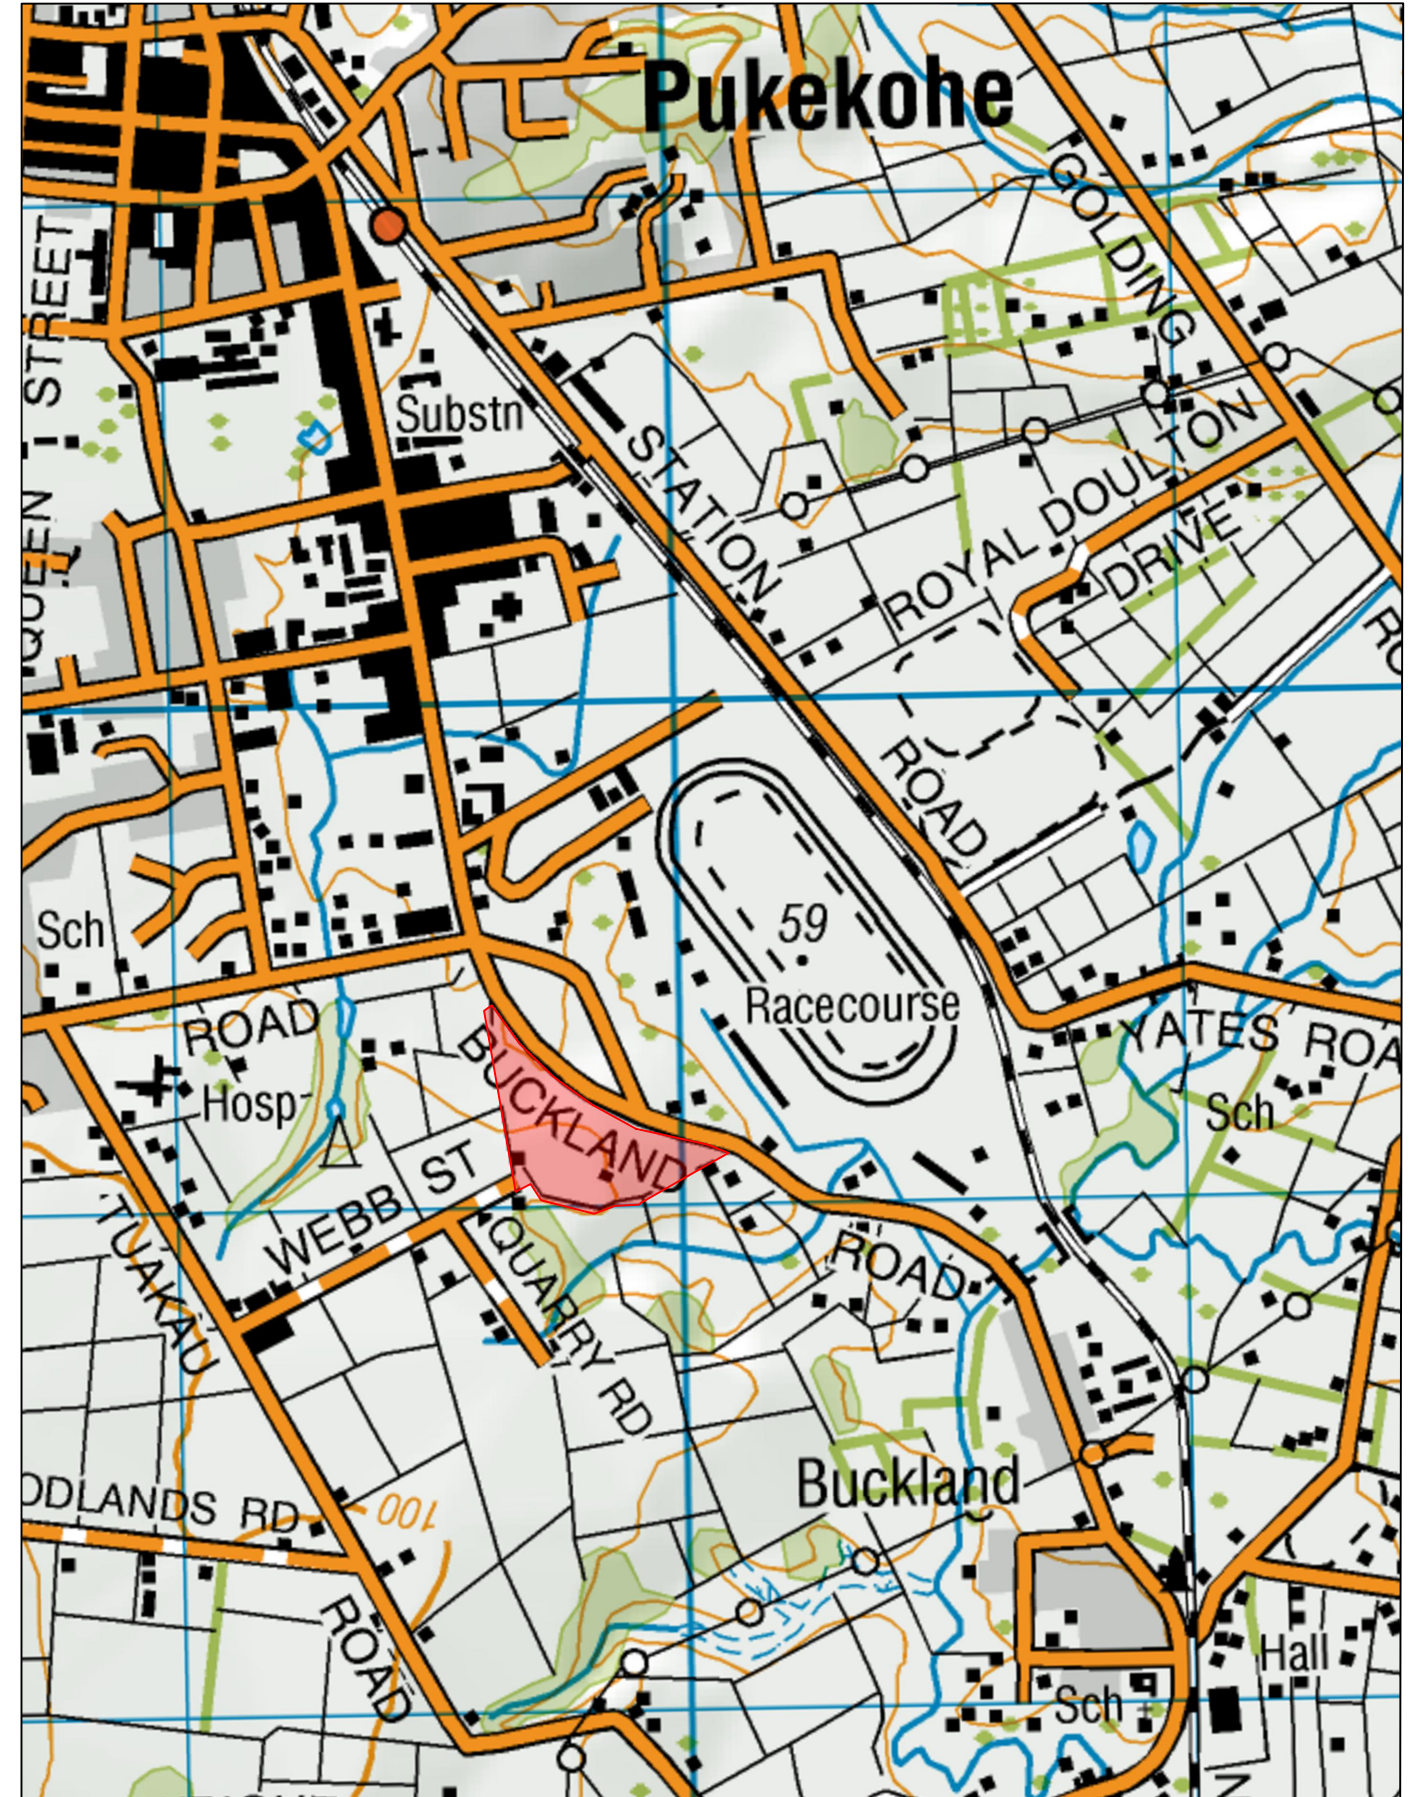 Pukekohe
GOLDING
STREET
QUEEN
Substn
STATION
ROYAL DOULTON
DRIVE
ROAD
59
Racecourse
Sch
ROAD
Hosp
BUCKLAND
YATES ROA
Sch
WEBB ST
TUAKAU
QUARRY RD
ROAD
Buckland
ODLANDS RD
100
ROAD
Hall
Sch